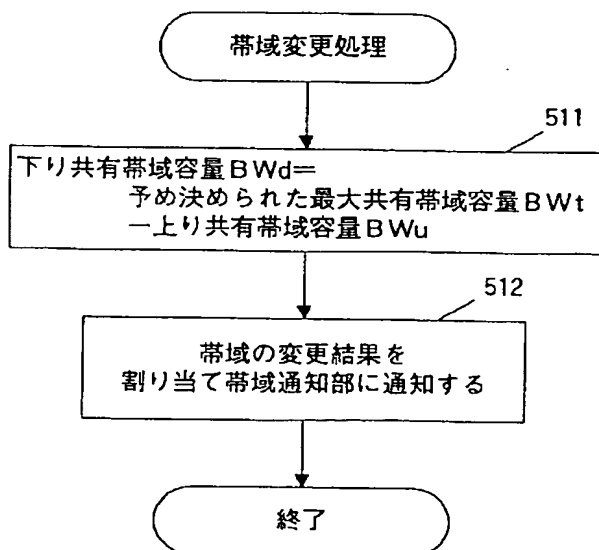 帯域変更処理
511
下り共有帯域容量BWd=
予め決められた最大共有帯域容量BWt
－上り共有帯域容量BWu
512
帯域の変更結果を
割り当て帯域通知部に通知する
終了